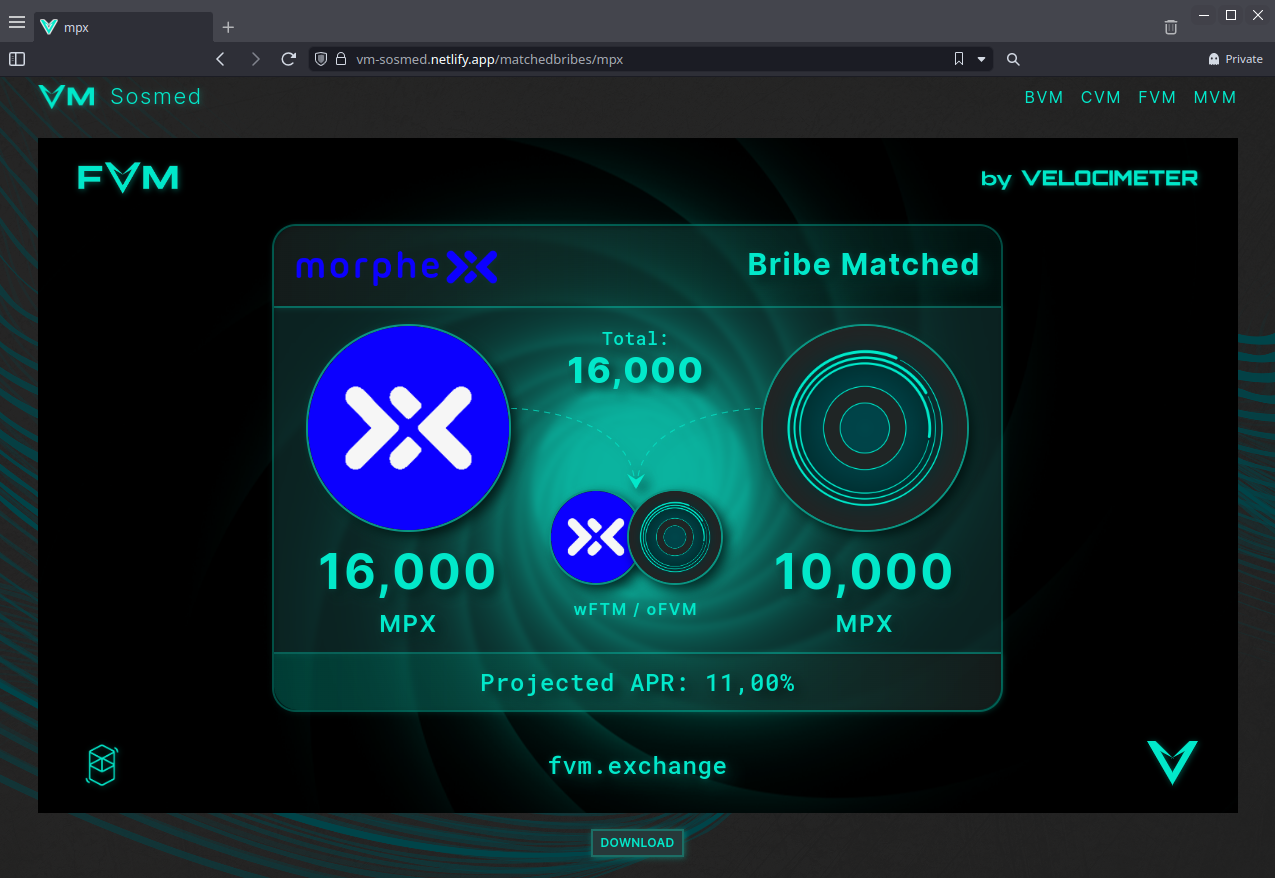 mpx
vm-sosmed.netlify.app/matchedbribes/mpx
Private
VM Sosmed
BVM CVM FVM MVM
FVM
by VELOCIMETER
morphex
Bribe Matched
Total:
16,000
16,000
MPX
wFTM / oFVM
10,000
MPX
Projected APR: 11,00%
fvm.exchange
DOWNLOAD